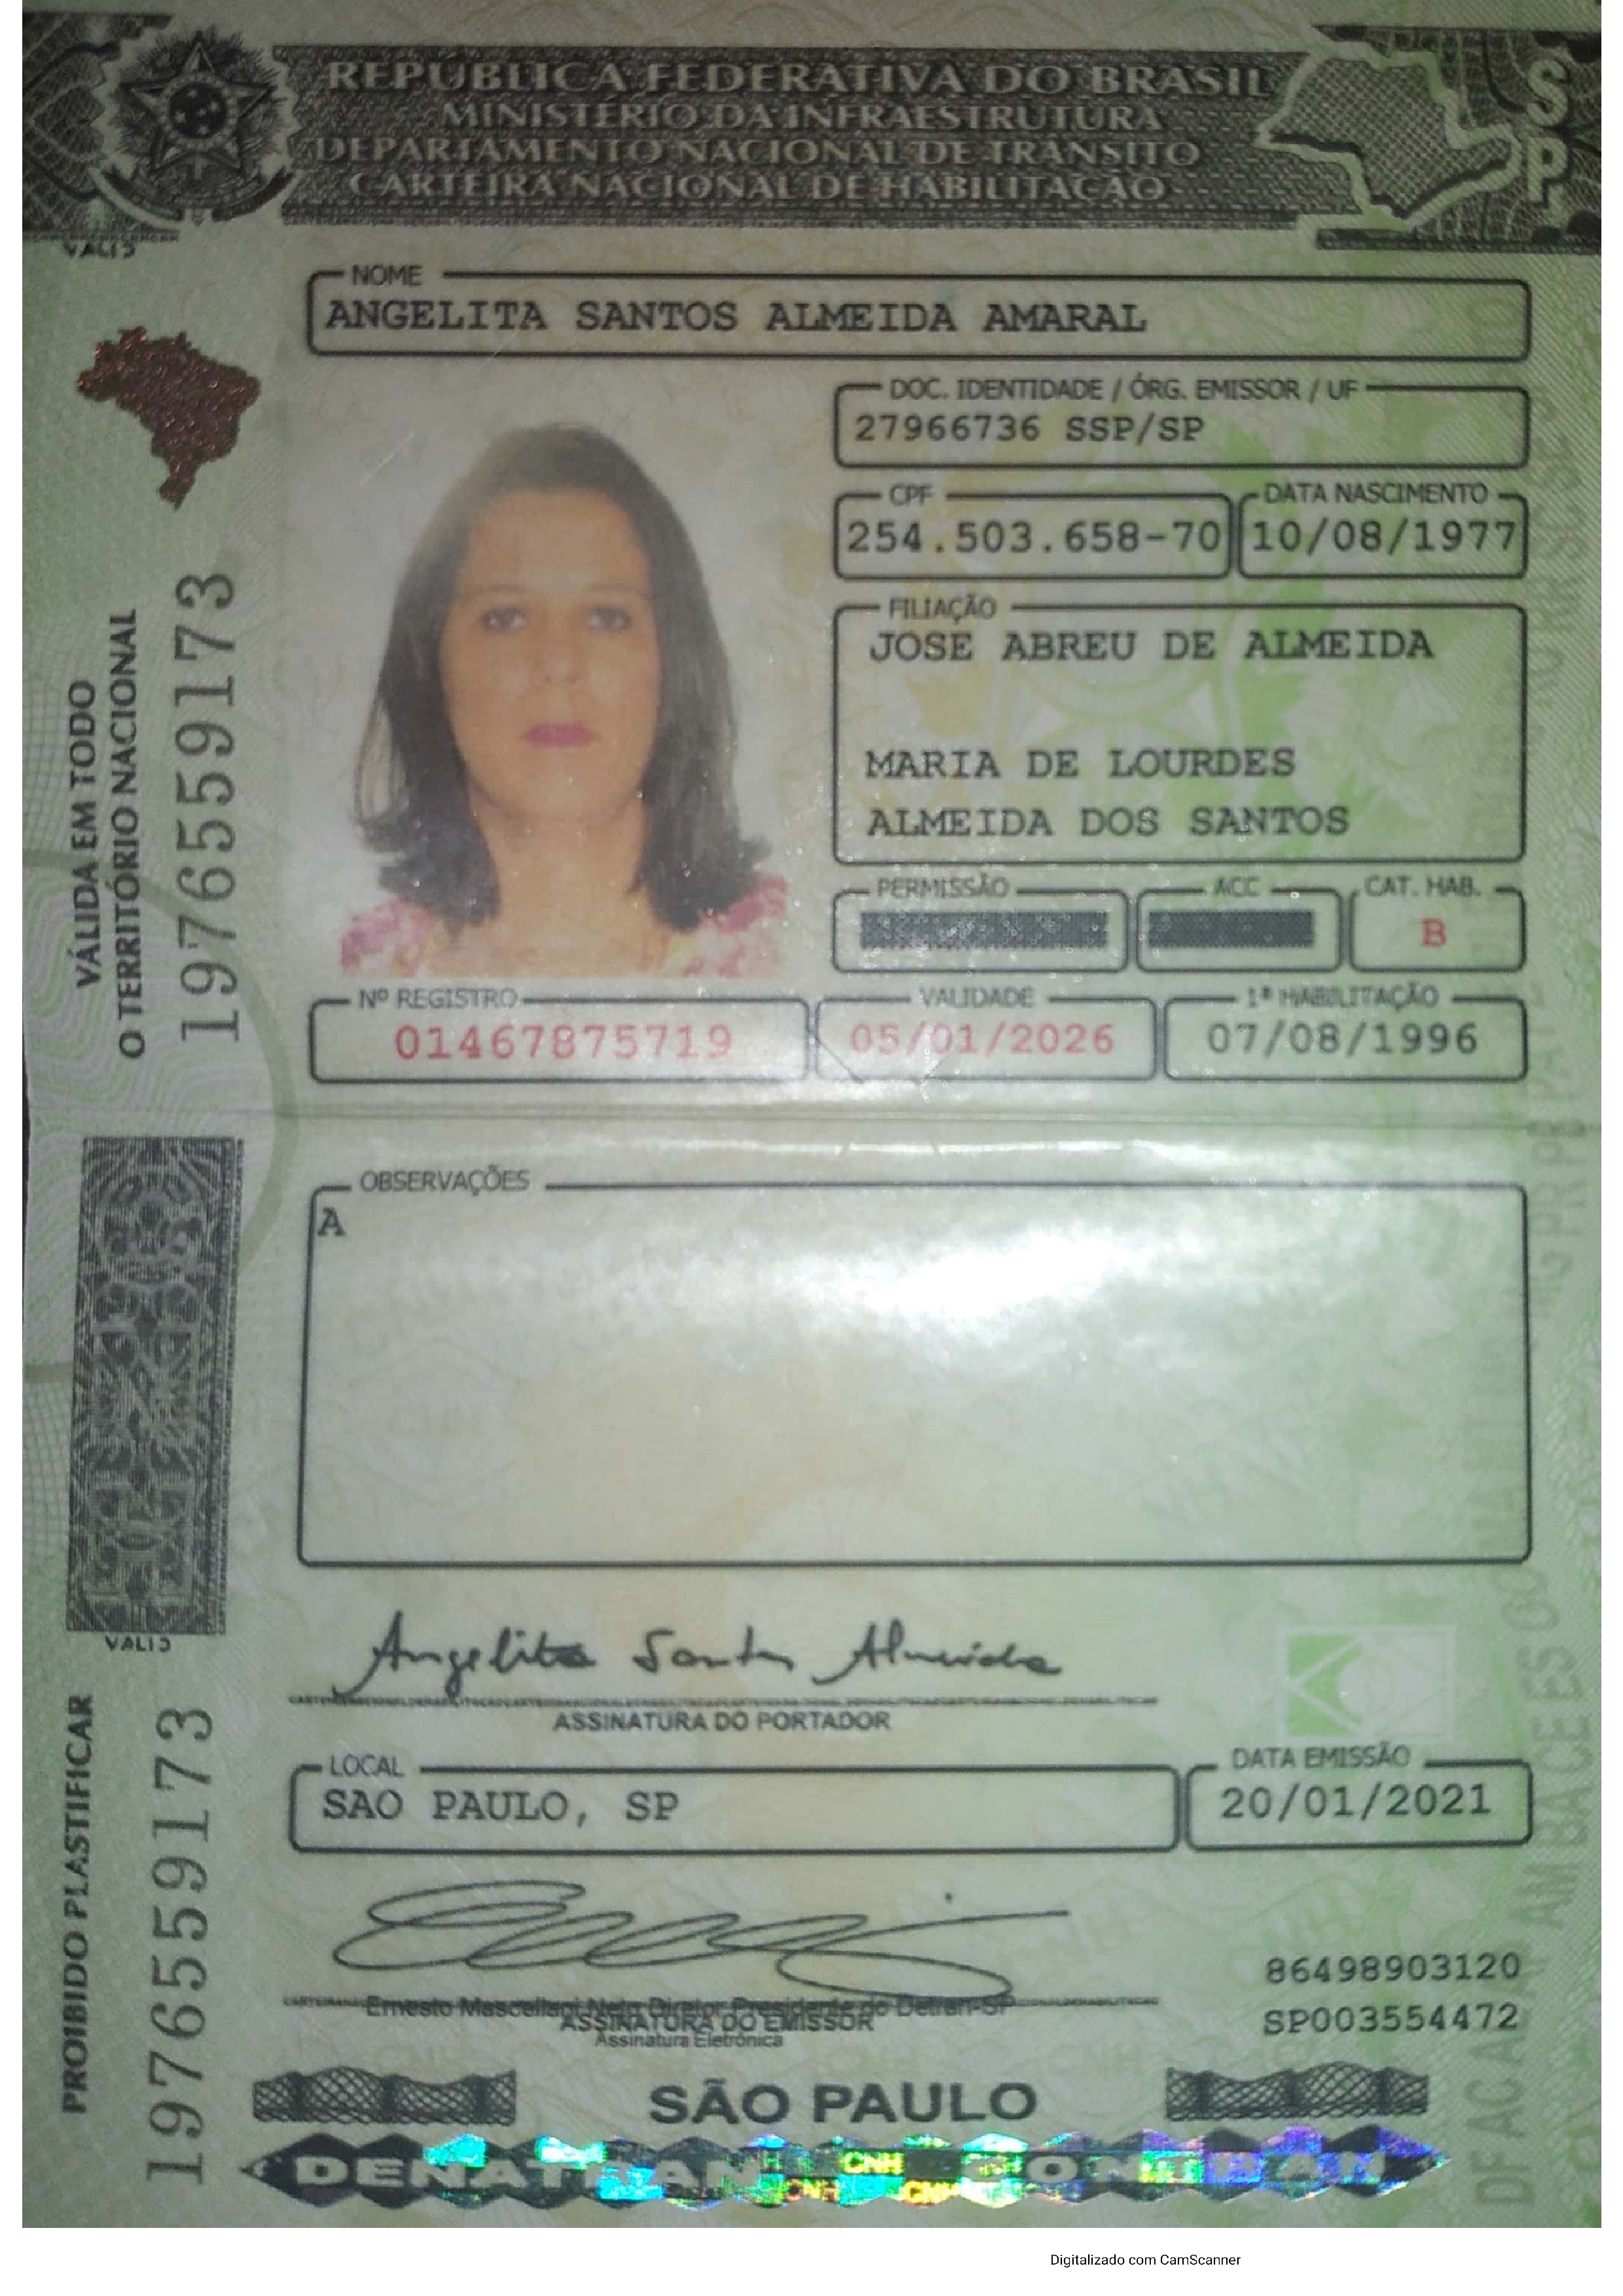 REPÚBLICA FEDERATIVA DO BRASIL
MINISTÉRIO DA INFRAESTRUTURA
DEPARTAMENTO NACIONAL DE TRÂNSITO
CARTEIRA NACIONAL DE HABILITAÇÃO
SP
NOME
ANGELITA SANTOS ALMEIDA AMARAL
DOC. IDENTIDADE / ÓRG. EMISSOR / UF
27966736 SSP/SP
CPF
254.503.658-70
DATA NASCIMENTO
10/08/1977
FILIAÇÃO
JOSE ABREU DE ALMEIDA
MARIA DE LOURDES
ALMEIDA DOS SANTOS
PERMISSÃO
ACC
CAT. HAB.
B
Nº REGISTRO
01467875719
VALIDADE
05/01/2026
1ª HABILITAÇÃO
07/08/1996
VÁLIDA EM TODO
O TERRITÓRIO NACIONAL
1976559173
OBSERVAÇÕES
A
Angelita Santos Almeida
ASSINATURA DO PORTADOR
LOCAL
SAO PAULO, SP
DATA EMISSÃO
20/01/2021
Ernesto Mascellani Neto Diretor Presidente do Detran-SP
ASSINATURA DO EMISSOR
Assinatura Eletrônica
86498903120
SP003554472
PROIBIDO PLASTIFICAR
1976559173
SÃO PAULO
DENATRAN CONTRAN
CNH
CNH
CNH
Digitalizado com CamScanner